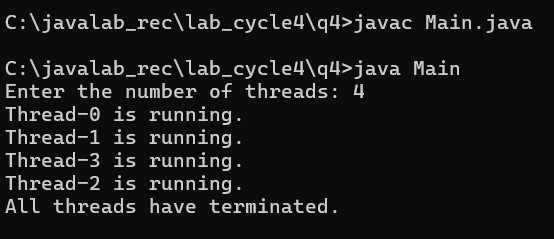 C:\javalab_rec\lab_cycle4\q4>javac Main.java
C:\javalab_rec\lab_cycle4\q4>java Main
Enter the number of threads: 4
Thread-0 is running.
Thread-1 is running.
Thread-3 is running.
Thread-2 is running.
All threads have terminated.